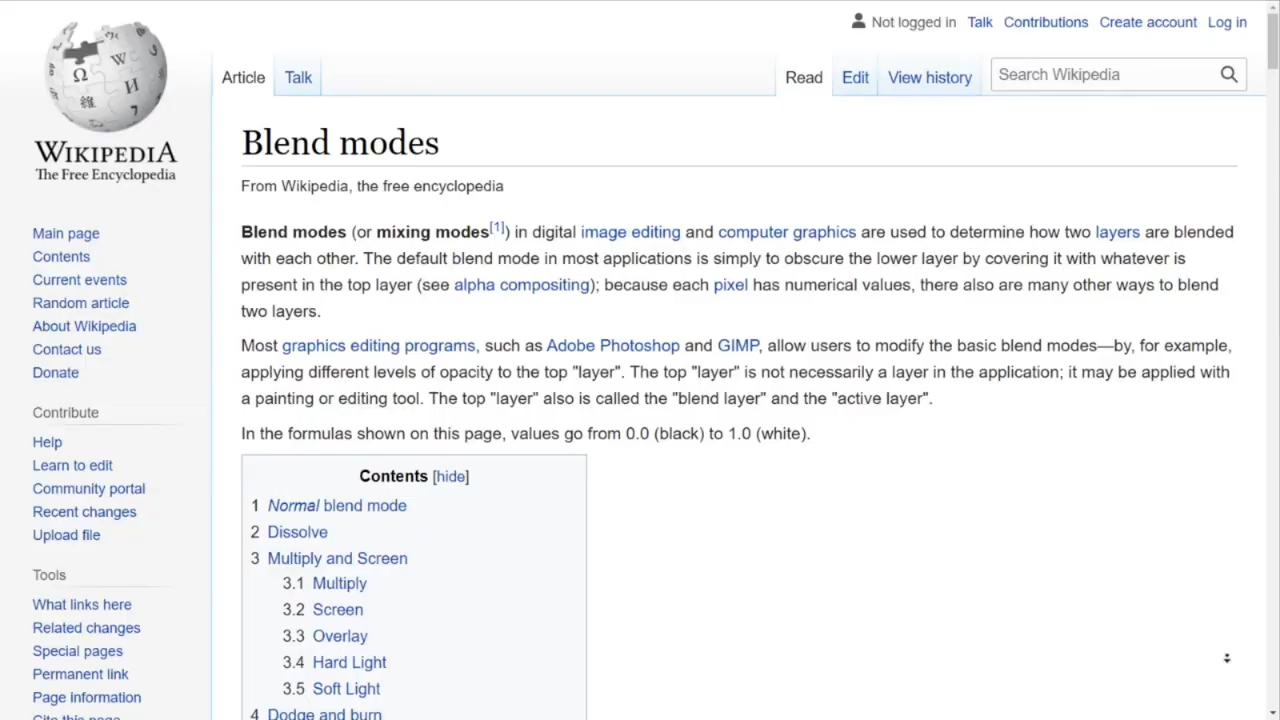 Not logged in Talk Contributions Create account Log in
Article Talk Read Edit View history Search Wikipedia
WIKIPEDIA
The Free Encyclopedia
Main page
Contents
Current events
Random article
About Wikipedia
Contact us
Donate
Contribute
Help
Learn to edit
Community portal
Recent changes
Upload file
Tools
What links here
Related changes
Special pages
Permanent link
Page information
Cite this page
Blend modes
From Wikipedia, the free encyclopedia
Blend modes (or mixing modes[1]) in digital image editing and computer graphics are used to determine how two layers are blended
with each other. The default blend mode in most applications is simply to obscure the lower layer by covering it with whatever is
present in the top layer (see alpha compositing); because each pixel has numerical values, there also are many other ways to blend
two layers.
Most graphics editing programs, such as Adobe Photoshop and GIMP, allow users to modify the basic blend modes—by, for example,
applying different levels of opacity to the top "layer". The top "layer" is not necessarily a layer in the application; it may be applied with
a painting or editing tool. The top "layer" also is called the "blend layer" and the "active layer".
In the formulas shown on this page, values go from 0.0 (black) to 1.0 (white).
Contents [hide]
1 Normal blend mode
2 Dissolve
3 Multiply and Screen
3.1 Multiply
3.2 Screen
3.3 Overlay
3.4 Hard Light
3.5 Soft Light
4 Dodge and burn